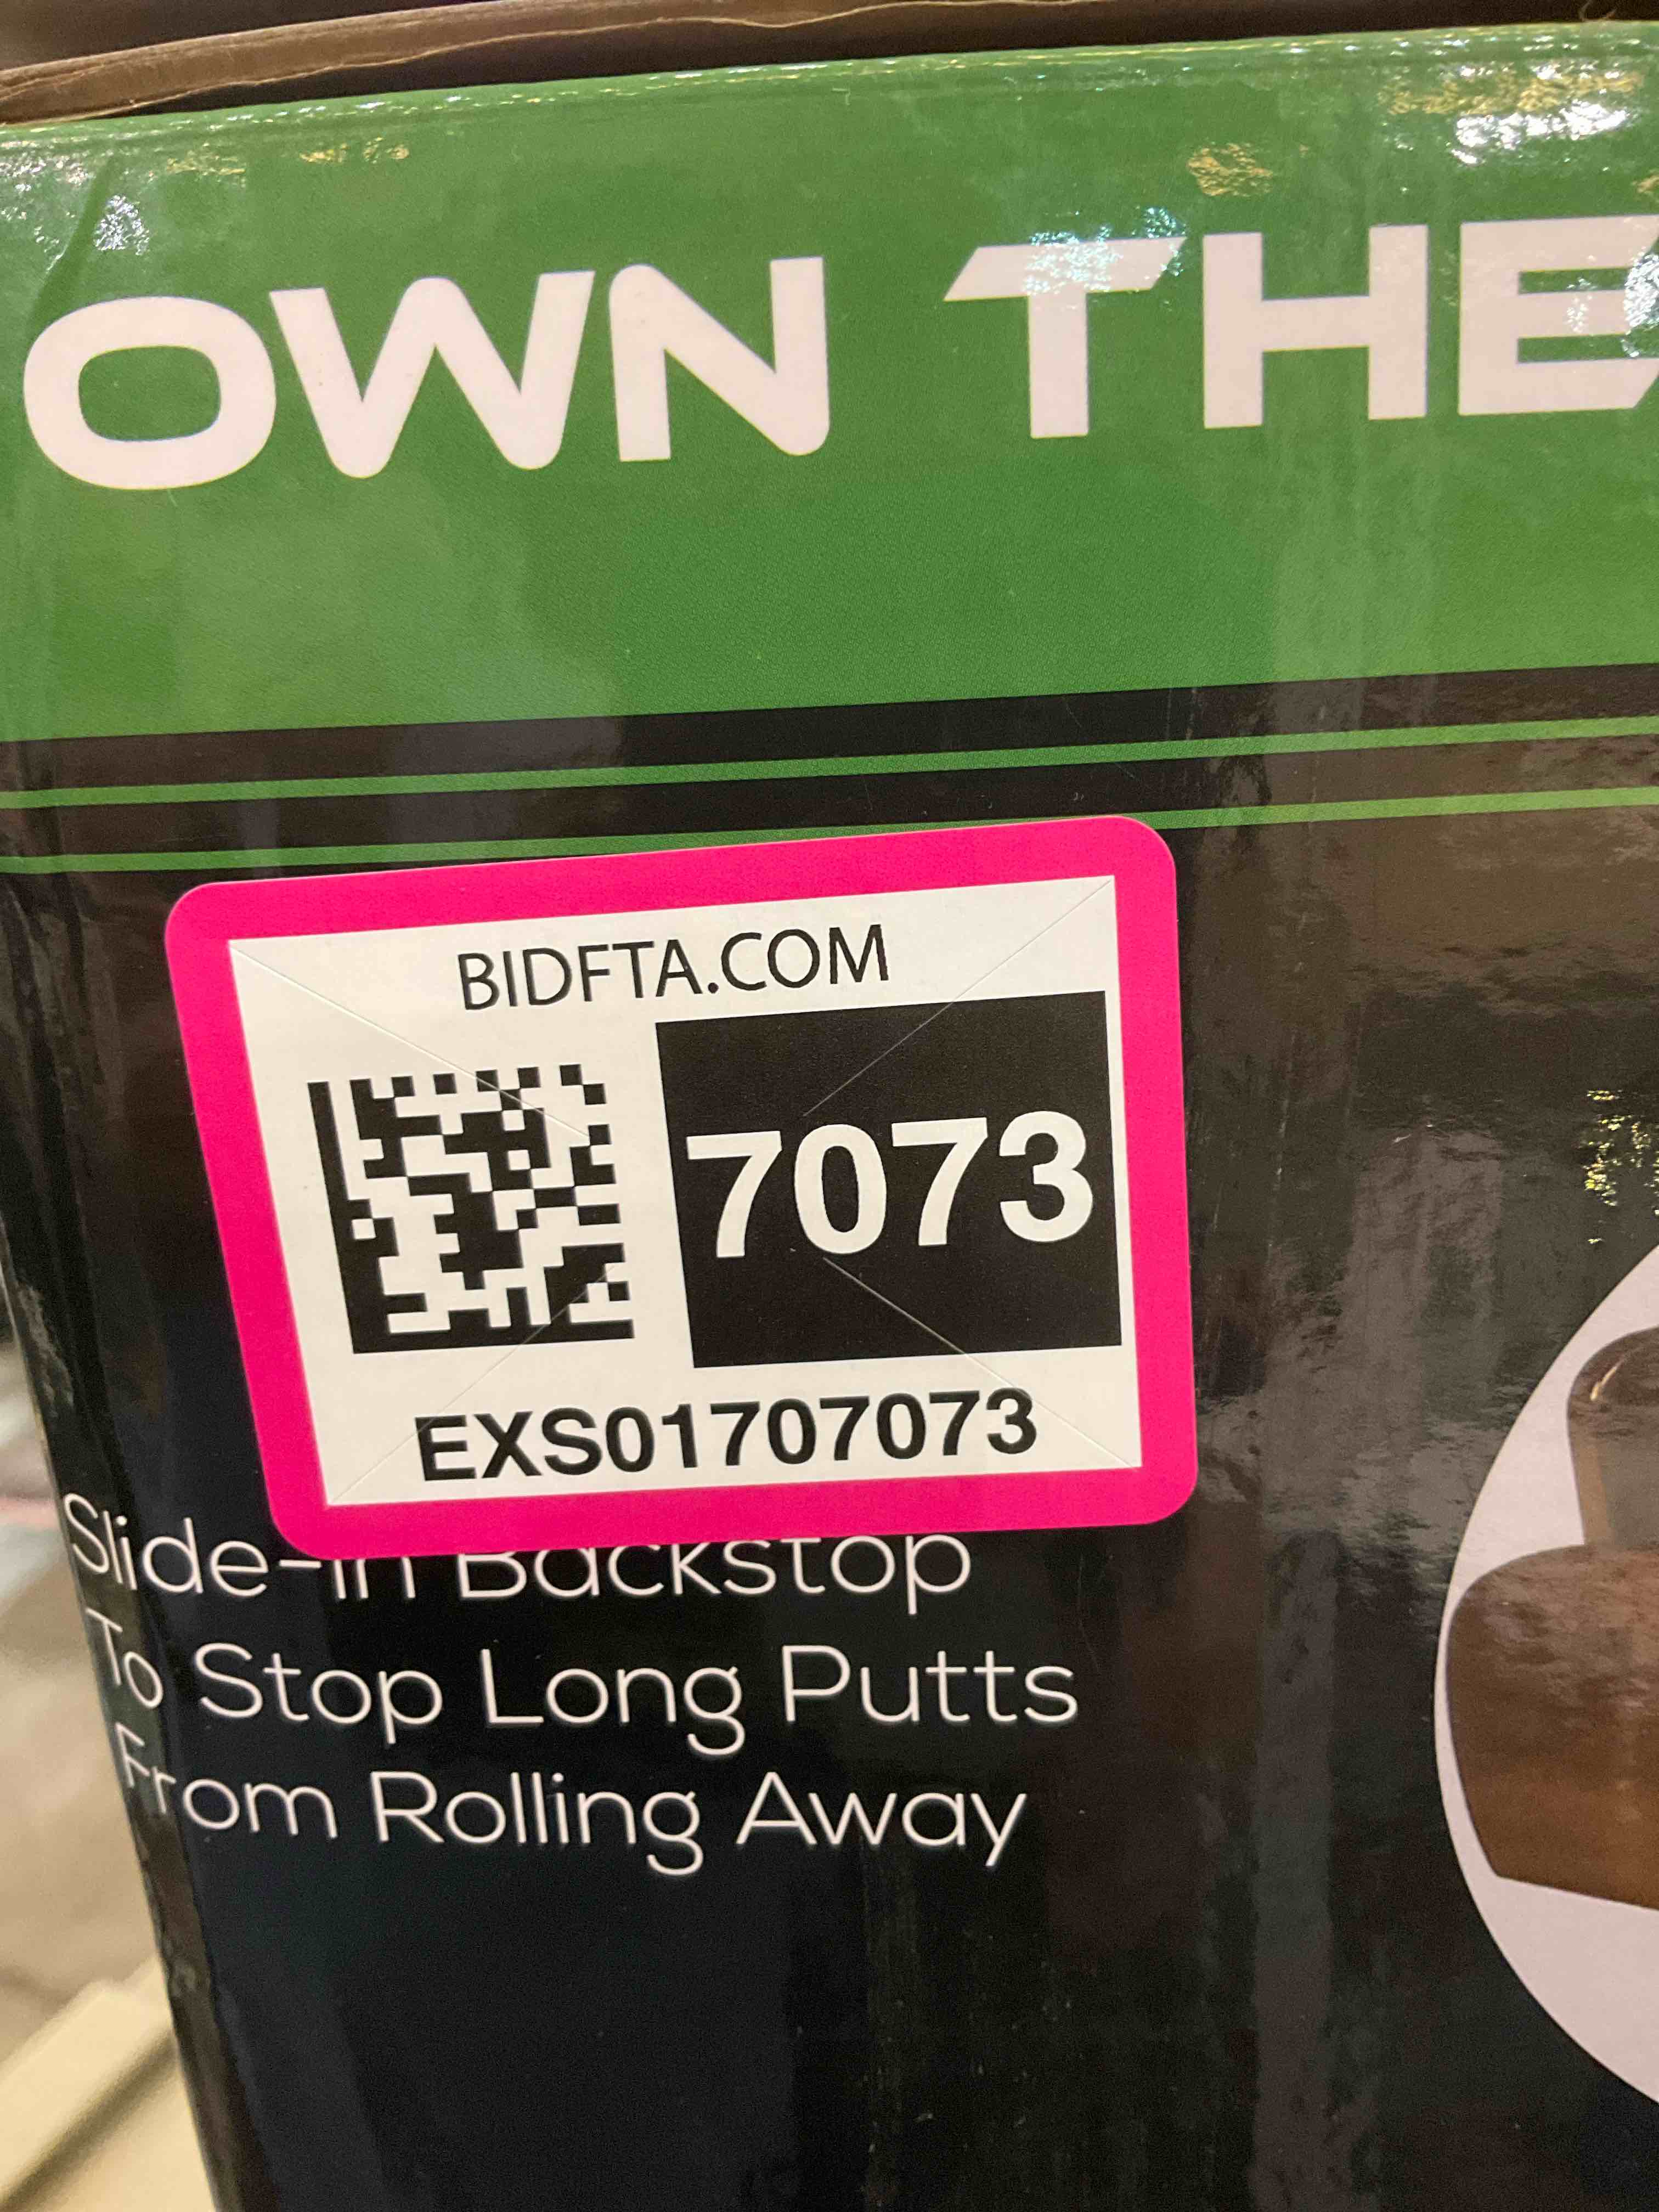 OWN THE
BIDFTA.COM
7073
EXS01707073
Slide-in Backstop
To Stop Long Putts
From Rolling Away